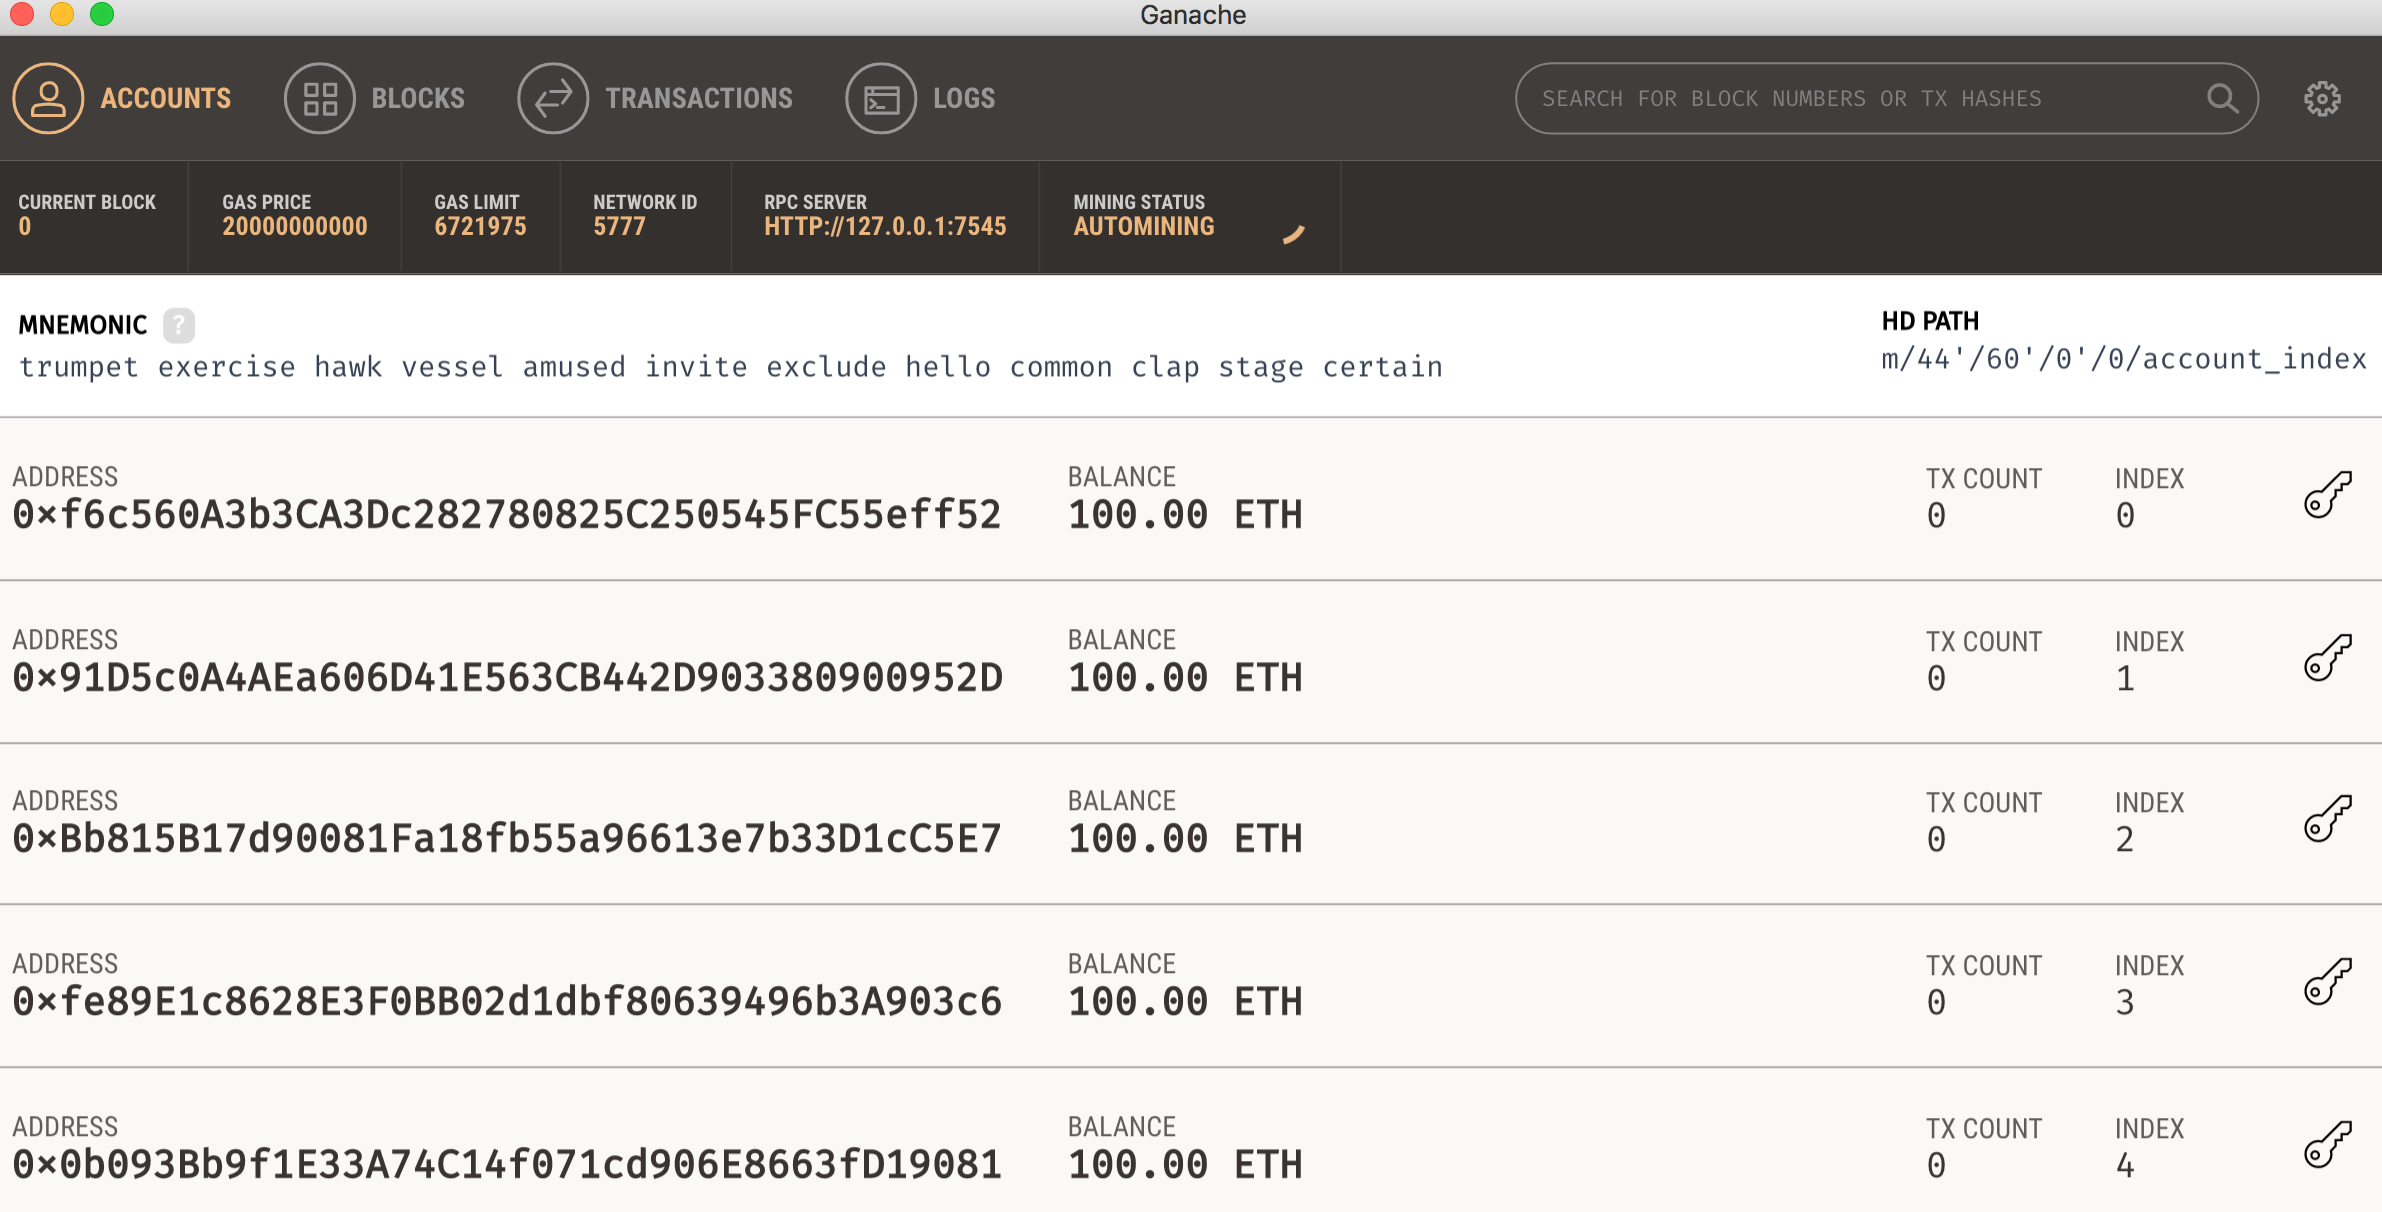 Ganache
ACCOUNTS BLOCKS TRANSACTIONS LOGS SEARCH FOR BLOCK NUMBERS OR TX HASHES
CURRENT BLOCK GAS PRICE GAS LIMIT NETWORK ID RPC SERVER MINING STATUS
0 20000000000 6721975 5777 HTTP://127.0.0.1:7545 AUTOMINING
MNEMONIC ? HD PATH
trumpet exercise hawk vessel amused invite exclude hello common clap stage certain m/44'/60'/0'/0/account_index
ADDRESS BALANCE TX COUNT INDEX
0×f6c560A3b3CA3Dc282780825C250545FC55eff52 100.00 ETH 0 0
ADDRESS BALANCE TX COUNT INDEX
0×91D5c0A4AEa606D41E563CB442D903380900952D 100.00 ETH 0 1
ADDRESS BALANCE TX COUNT INDEX
0×Bb815B17d90081Fa18fb55a96613e7b33D1cC5E7 100.00 ETH 0 2
ADDRESS BALANCE TX COUNT INDEX
0×fe89E1c8628E3F0BB02d1dbf80639496b3A903c6 100.00 ETH 0 3
ADDRESS BALANCE TX COUNT INDEX
0×0b093Bb9f1E33A74C14f071cd906E8663fD19081 100.00 ETH 0 4